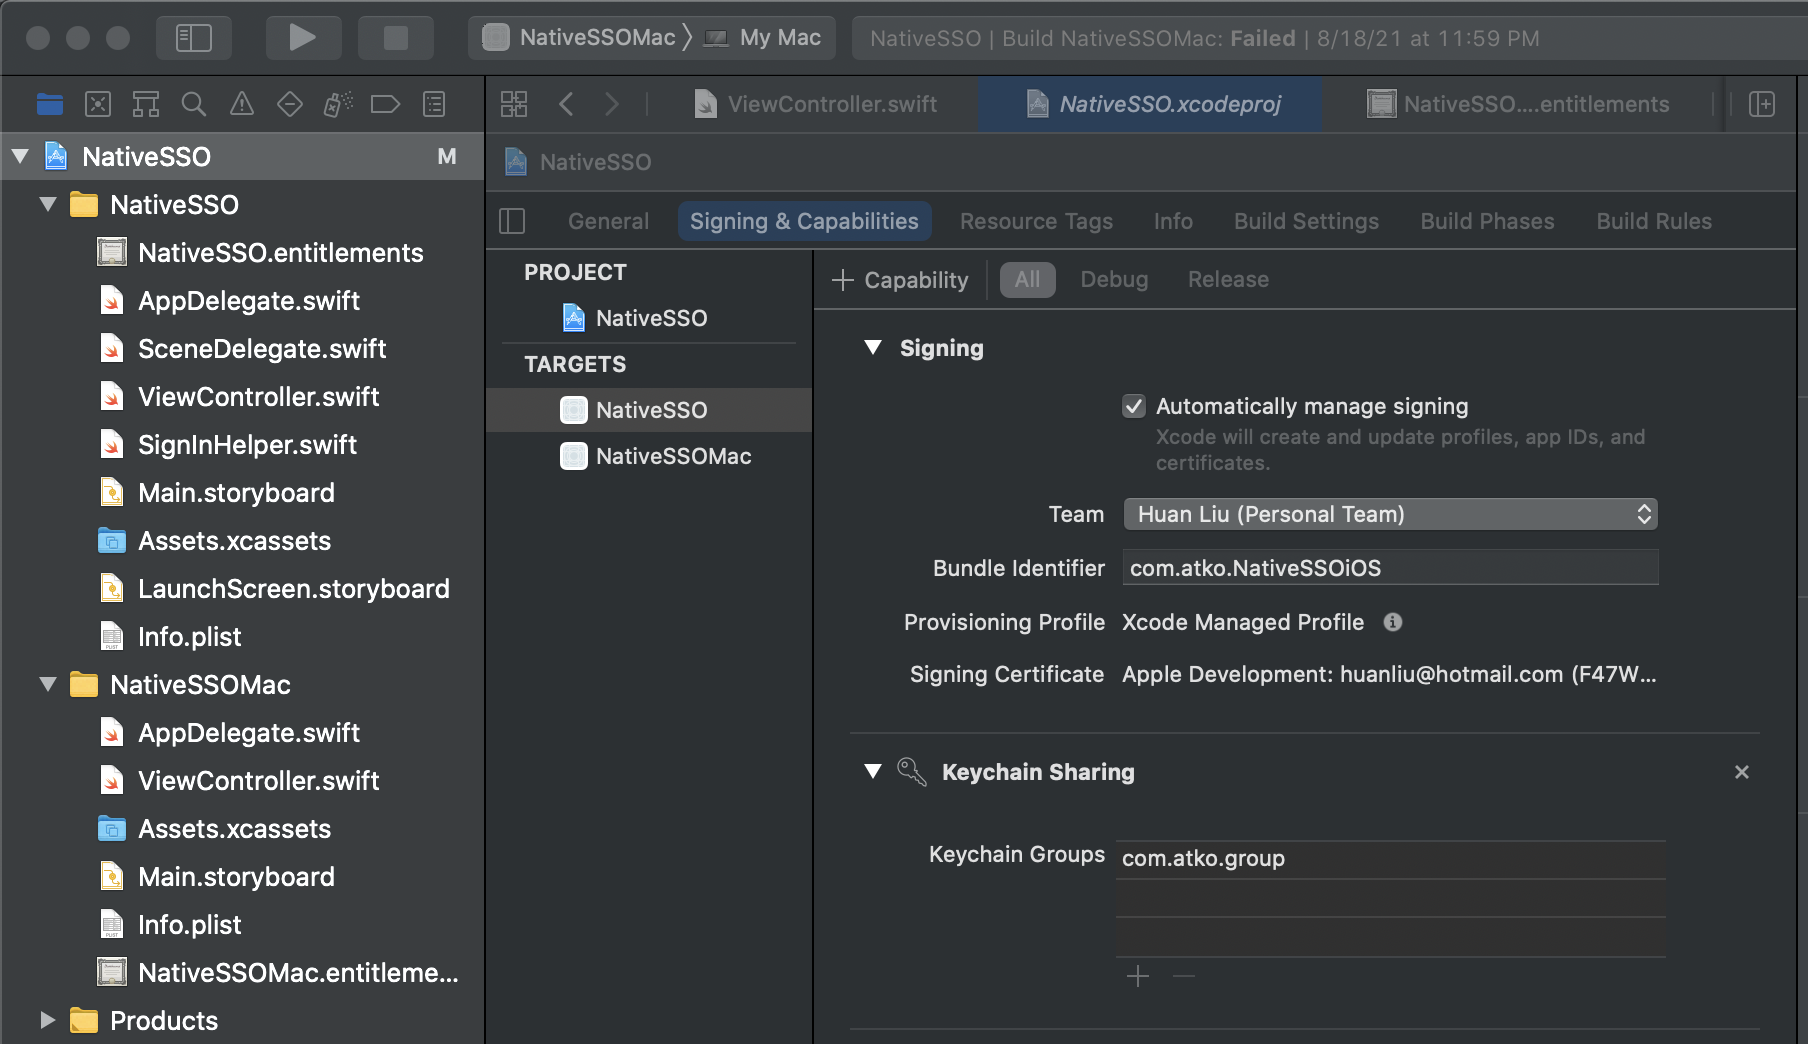 NativeSSOMac
My Mac
NativeSSO | Build NativeSSOMac: Failed | 8/18/21 at 11:59 PM
ViewController.swift
NativeSSO.xcodeproj
NativeSSO....entitlements
NativeSSO
M
NativeSSO
NativeSSO.entitlements
AppDelegate.swift
SceneDelegate.swift
ViewController.swift
SignInHelper.swift
Main.storyboard
Assets.xcassets
LaunchScreen.storyboard
Info.plist
NativeSSOMac
AppDelegate.swift
ViewController.swift
Assets.xcassets
Main.storyboard
Info.plist
NativeSSOMac.entitleme...
Products
NativeSSO
General
Signing & Capabilities
Resource Tags
Info
Build Settings
Build Phases
Build Rules
PROJECT
NativeSSO
TARGETS
NativeSSO
NativeSSOMac
+ Capability
All
Debug
Release
Signing
Automatically manage signing
Xcode will create and update profiles, app IDs, and
certificates.
Team
Huan Liu (Personal Team)
Bundle Identifier
com.atko.NativeSSOiOS
Provisioning Profile
Xcode Managed Profile
Signing Certificate
Apple Development: huanliu@hotmail.com (F47W...
Keychain Sharing
Keychain Groups
com.atko.group